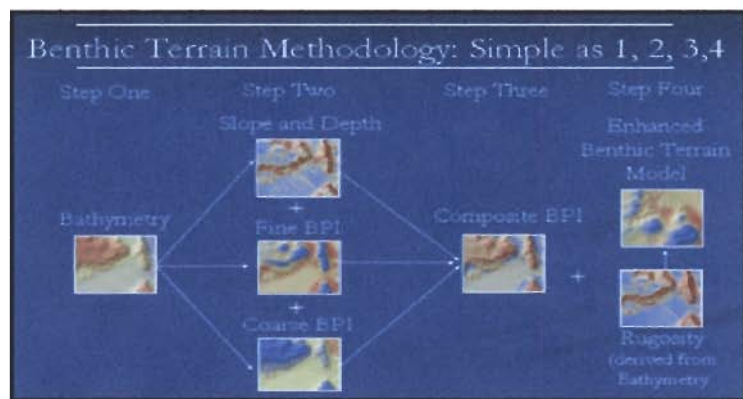 Benthic Terrain Methodology: Simple as 1, 2, 3,4
Step One
Step Two
Step Three
Step Four
Slope and Depth
Enhanced
Benthic Terrain
Model
Bathymetry
+
Fine BPI
Composite BPI
+
+
Coarse BPI
Rugosity
(derived from
Bathymetry